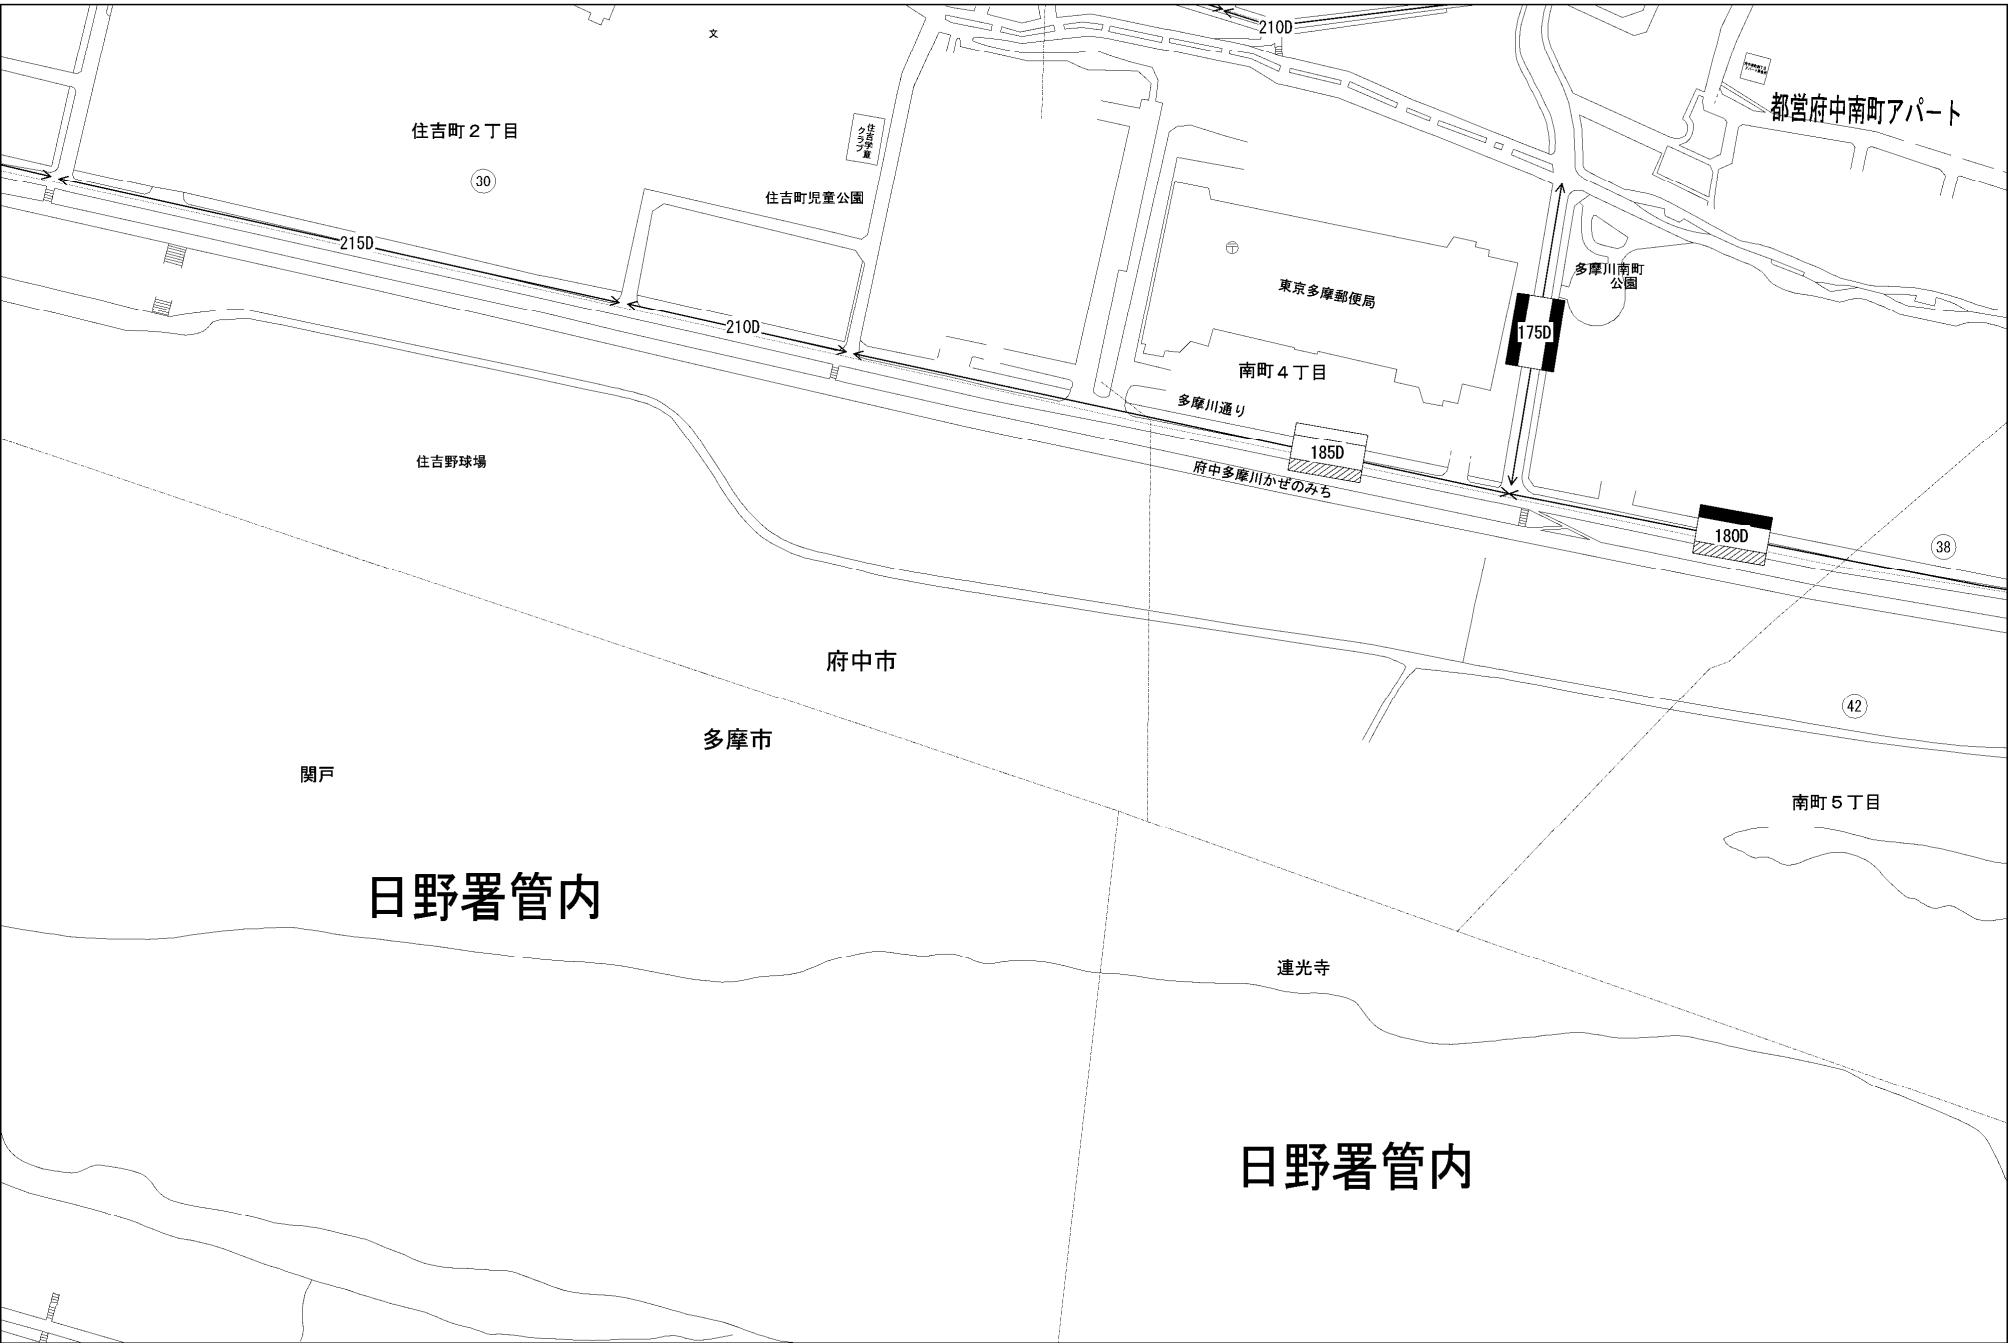 210D
文
都営府中南町アパート
住吉町2丁目
住吉学童
クラブ
30
住吉町児童公園
215D
多摩川南町
公園
東京多摩郵便局
210D
175D
南町4丁目
多摩川通り
185D
住吉野球場
府中多摩川かぜのみち
180D
38
府中市
42
多摩市
関戸
南町5丁目
日野署管内
連光寺
日野署管内